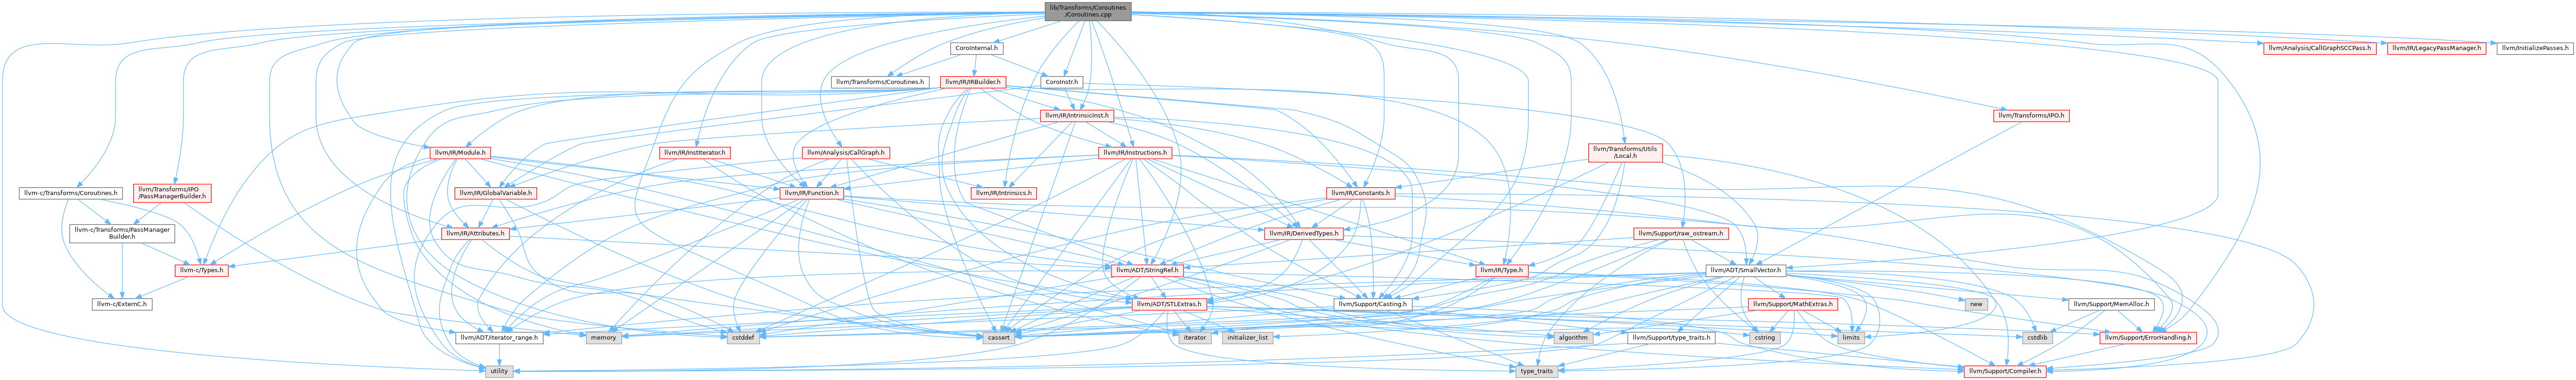 lib/Transforms/Coroutines
/Coroutines.cpp
CoroInternal.h
llvm/Analysis/CallGraphSCCPass.h
llvm/IR/LegacyPassManager.h
llvm/InitializePasses.h
llvm/Transforms/Coroutines.h
llvm/IR/IRBuilder.h
CoroInstr.h
llvm/IR/IntrinsicInst.h
llvm/Transforms/IPO.h
llvm/IR/Module.h
llvm/IR/InstIterator.h
llvm/Analysis/CallGraph.h
llvm/IR/Instructions.h
llvm/Transforms/Utils
/Local.h
llvm-c/Transforms/Coroutines.h
llvm/Transforms/IPO
/PassManagerBuilder.h
llvm/IR/GlobalVariable.h
llvm/IR/Function.h
llvm/IR/Intrinsics.h
llvm/IR/Constants.h
llvm-c/Transforms/PassManager
Builder.h
llvm/IR/Attributes.h
llvm/IR/DerivedTypes.h
llvm/Support/raw_ostream.h
llvm-c/Types.h
llvm/ADT/StringRef.h
llvm/IR/Type.h
llvm/ADT/SmallVector.h
llvm-c/ExternC.h
llvm/ADT/STLExtras.h
llvm/Support/Casting.h
llvm/Support/MathExtras.h
new
llvm/Support/MemAlloc.h
llvm/ADT/iterator_range.h
memory
cstddef
cassert
iterator
initializer_list
algorithm
llvm/Support/type_traits.h
cstring
limits
cstdlib
llvm/Support/ErrorHandling.h
utility
type_traits
llvm/Support/Compiler.h